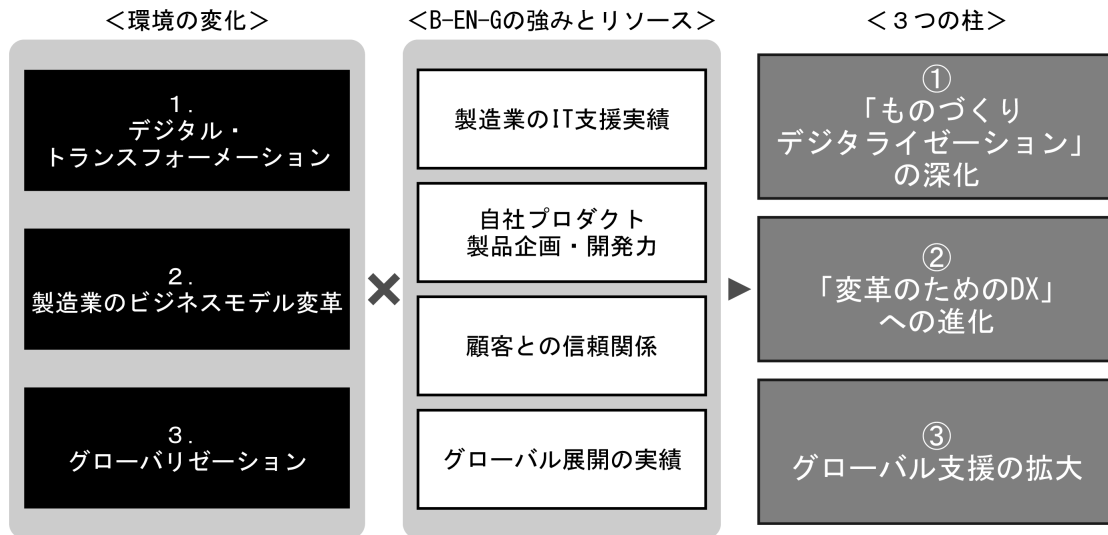 ＜環境の変化＞
１．
デジタル・
トランスフォーメーション
２．
製造業のビジネスモデル変革
３．
グローバリゼーション
×
＜B-EN-Gの強みとリソース＞
製造業のIT支援実績
自社プロダクト
製品企画・開発力
顧客との信頼関係
グローバル展開の実績
＜３つの柱＞
①
「ものづくり
デジタライゼーション」
の深化
②
「変革のためのDX」
への進化
③
グローバル支援の拡大